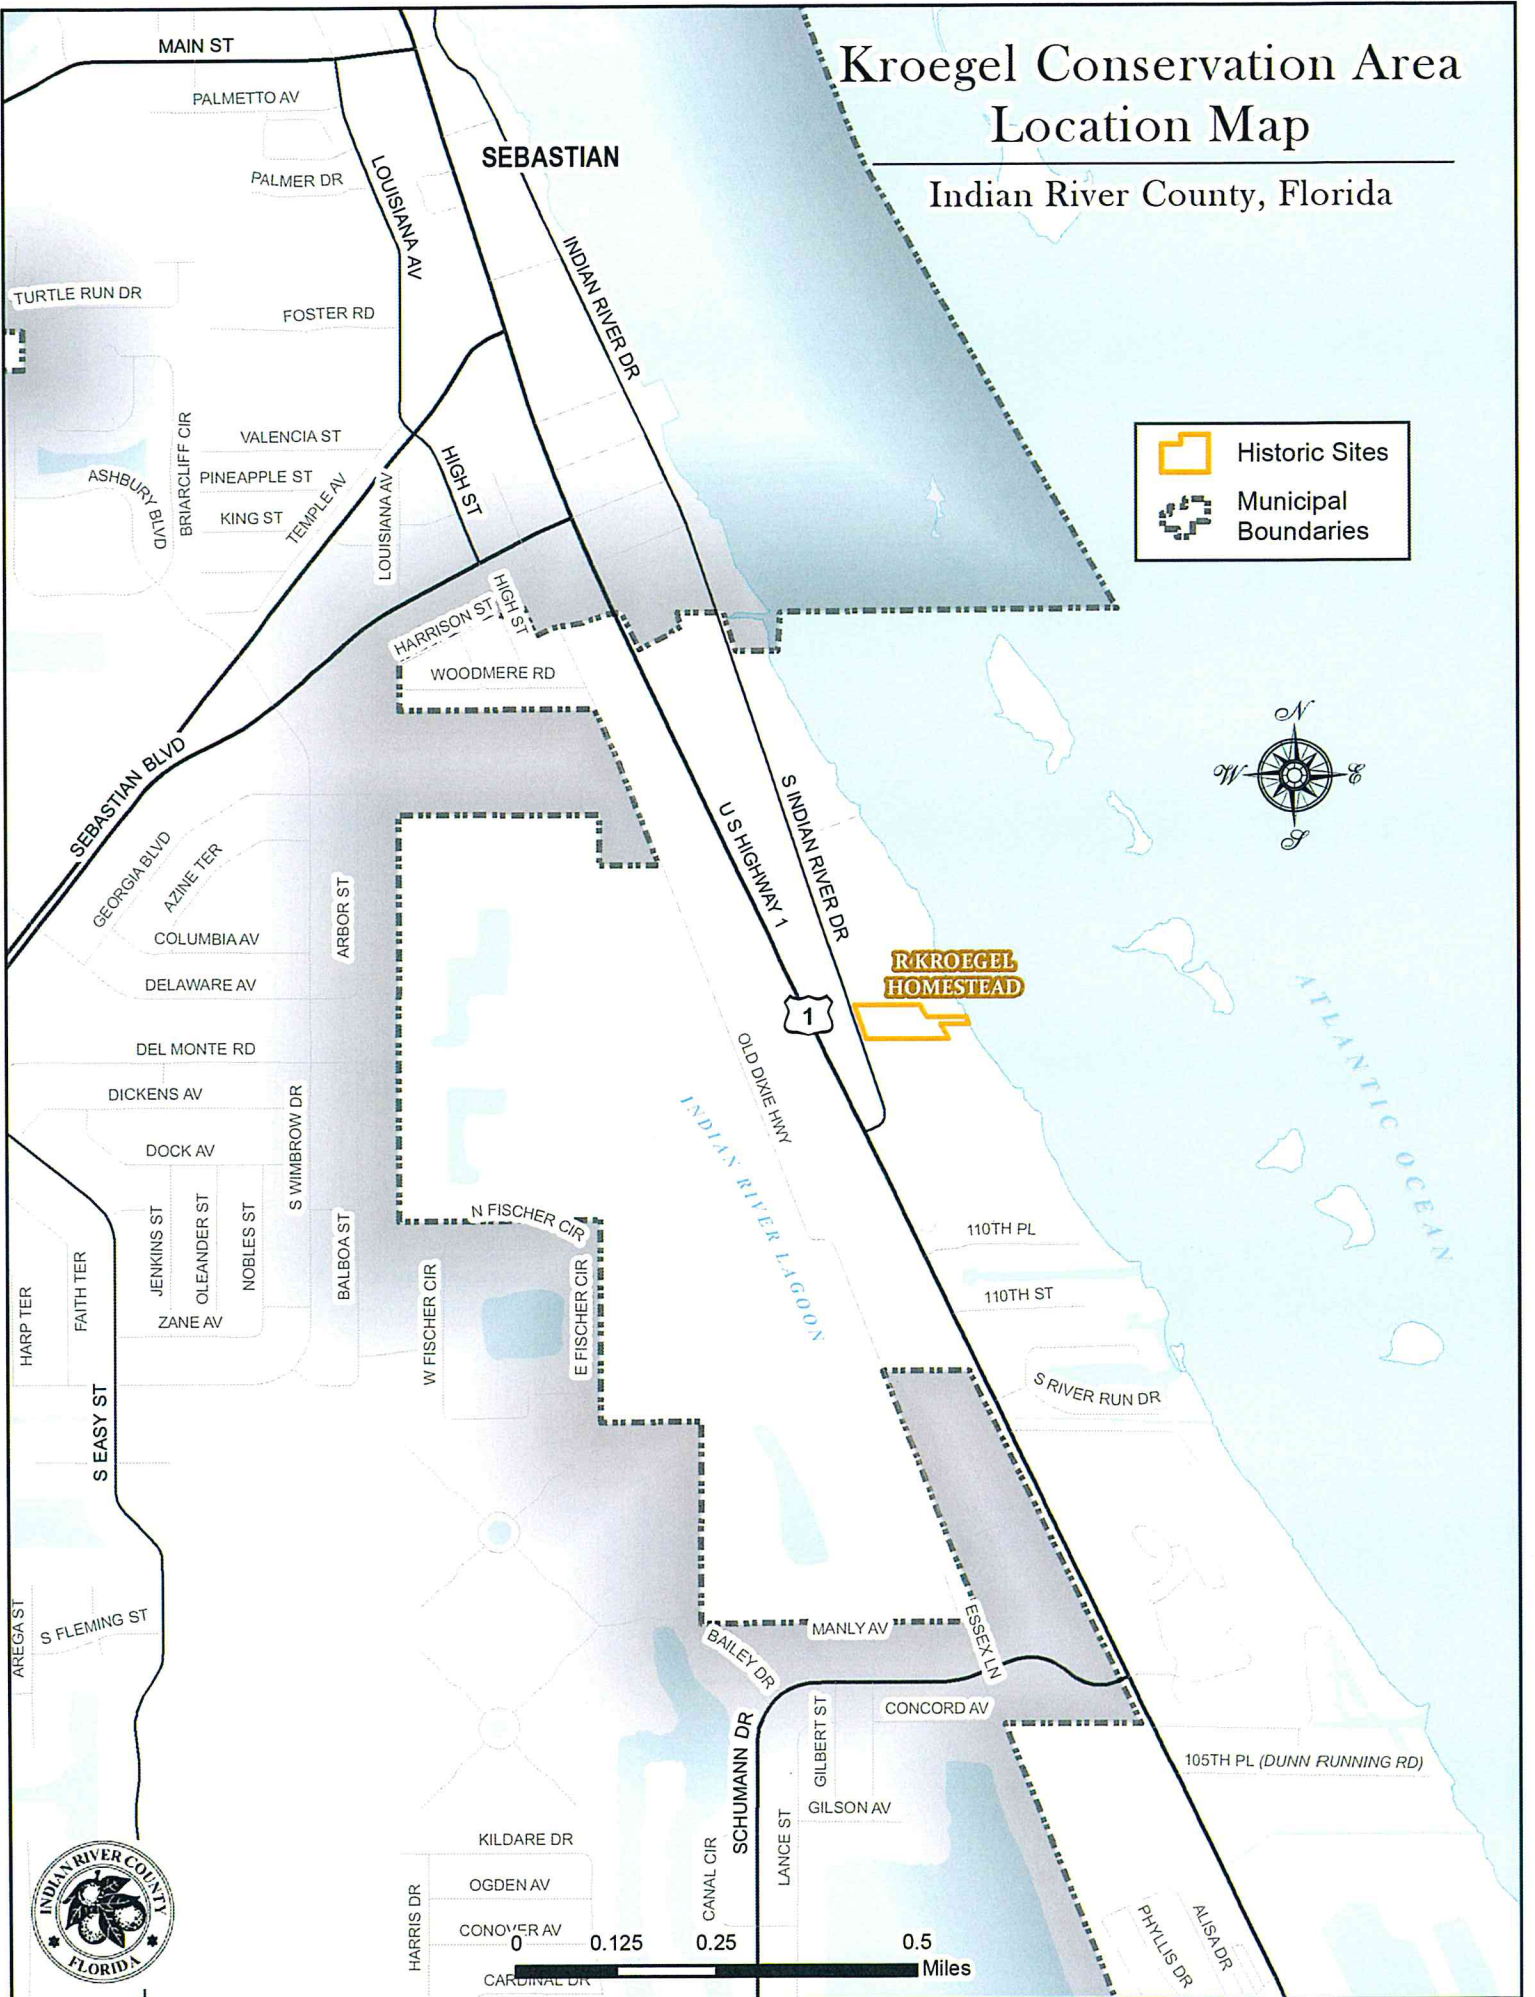 Kroegel Conservation Area
Location Map
Indian River County, Florida
MAIN ST
PALMETTO AV
SEBASTIAN
PALMER DR
LOUISIANA AV
INDIAN RIVER DR
TURTLE RUN DR
FOSTER RD
BRIARCLIFF CIR
VALENCIA ST
HIGH ST
Historic Sites
Municipal
Boundaries
ASHBURY BLVD
PINEAPPLE ST
KING ST
TEMPLE AV
LOUISIANA AV
HARRISON ST
HIGH ST
WOODMERE RD
N
W
E
S
SEBASTIAN BLVD
U S HIGHWAY 1
S INDIAN RIVER DR
GEORGIA BLVD
AZINE TER
ARBOR ST
COLUMBIA AV
DELAWARE AV
R KROEGEL
HOMESTEAD
1
ATLANTIC OCEAN
DEL MONTE RD
OLD DIXIE HWY
DICKENS AV
S WIMBROW DR
INDIAN RIVER LAGOON
DOCK AV
JENKINS ST
OLEANDER ST
NOBLES ST
BALBOA ST
N FISCHER CIR
110TH PL
HARP TER
FAITH TER
W FISCHER CIR
E FISCHER CIR
110TH ST
ZANE AV
S RIVER RUN DR
S EASY ST
AREGA ST
S FLEMING ST
MANLY AV
BAILEY DR
ESSEX LN
SCHUMANN DR
GILBERT ST
CONCORD AV
105TH PL (DUNN RUNNING RD)
GILSON AV
LANCE ST
CANAL CIR
KILDARE DR
OGDEN AV
HARRIS DR
CONOVER AV
CARDINAL DR
PHYLLIS DR
ALISA DR
0 0.125 0.25 0.5
Miles
INDIAN RIVER COUNTY
FLORIDA